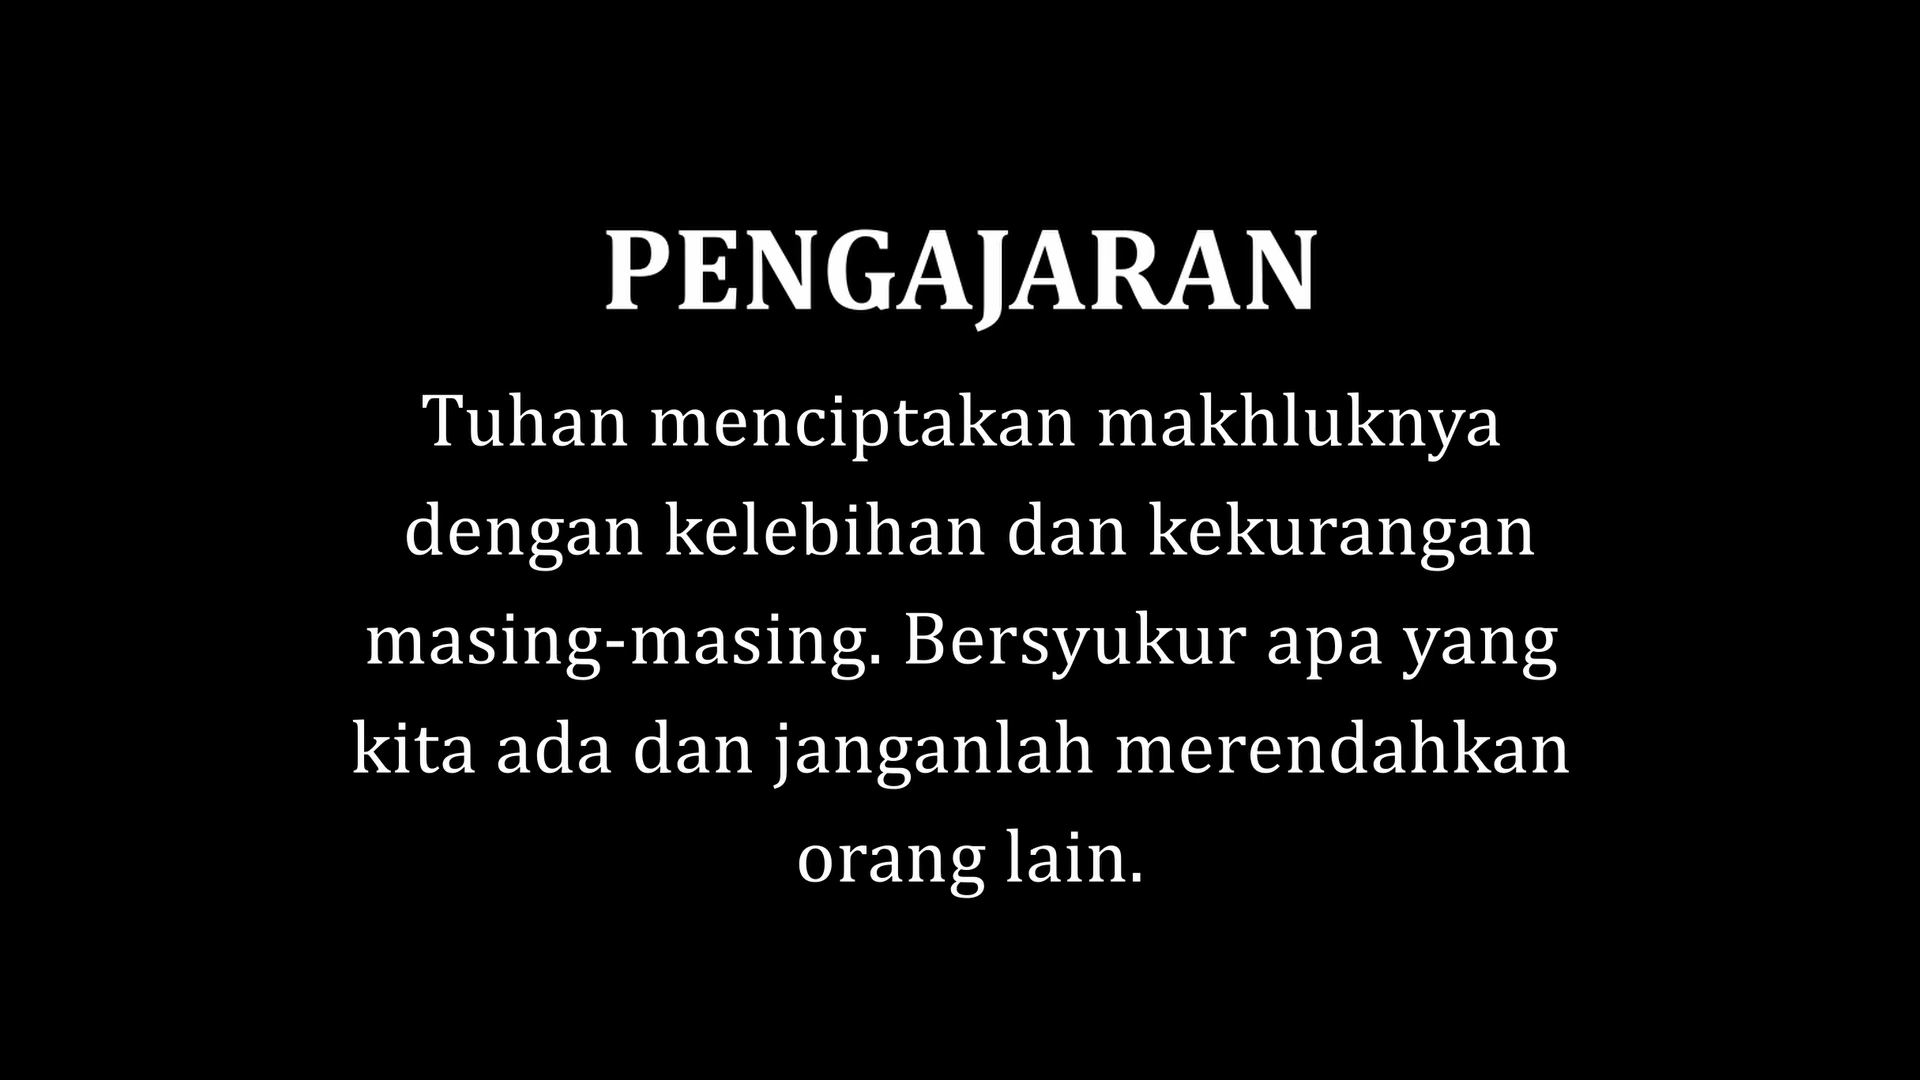 PENGAJARAN
Tuhan menciptakan makhluknya
dengan kelebihan dan kekurangan
masing-masing. Bersyukur apa yang
kita ada dan janganlah merendahkan
orang lain.